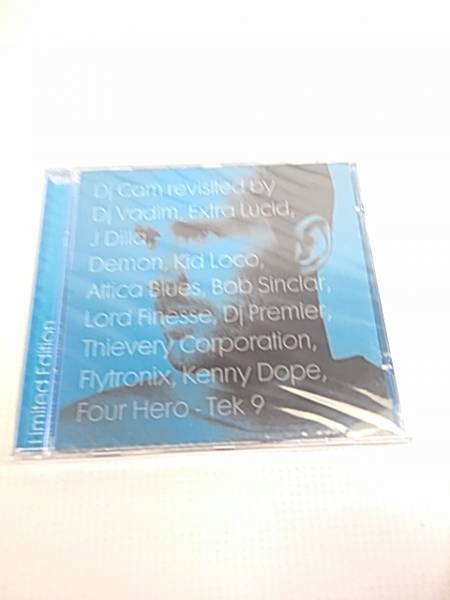 Dj Cam revisited by
Dj Vadim, Extra Lucid,
J Dilla,
Demon, Kid Loco,
Attica Blues, Bob Sinclar,
Lord Finesse, Dj Premier,
Thievery Corporation,
Flytronix, Kenny Dope,
Four Hero - Tek 9
Limited Edition